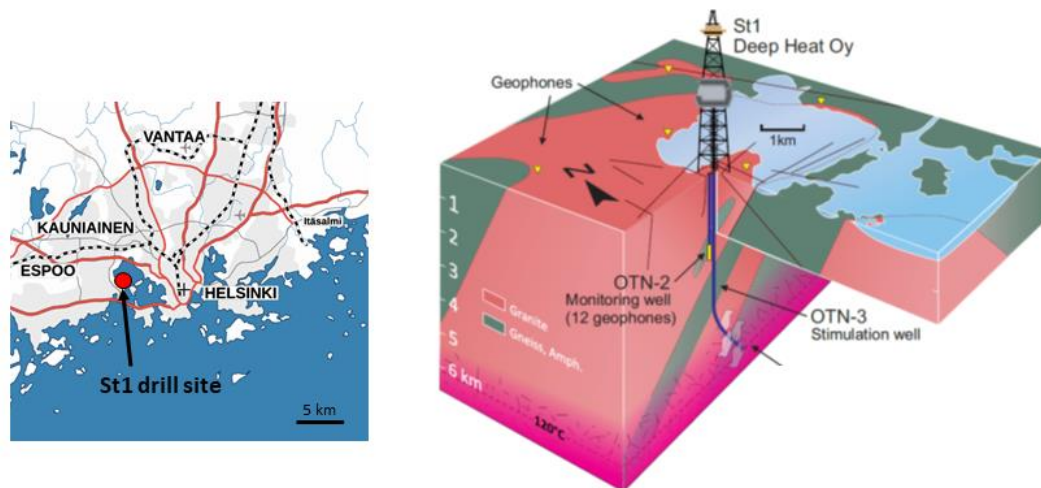 VANTAA
Itäsalmi
KAUNIAINEN
ESPOO
HELSINKI
St1 drill site
5 km
St1
Deep Heat Oy
Geophones
1km
N
1
2
3
4
5
6 km
OTN-2
Monitoring well
(12 geophones)
OTN-3
Stimulation well
Granite
Gneiss, Amph.
120°C